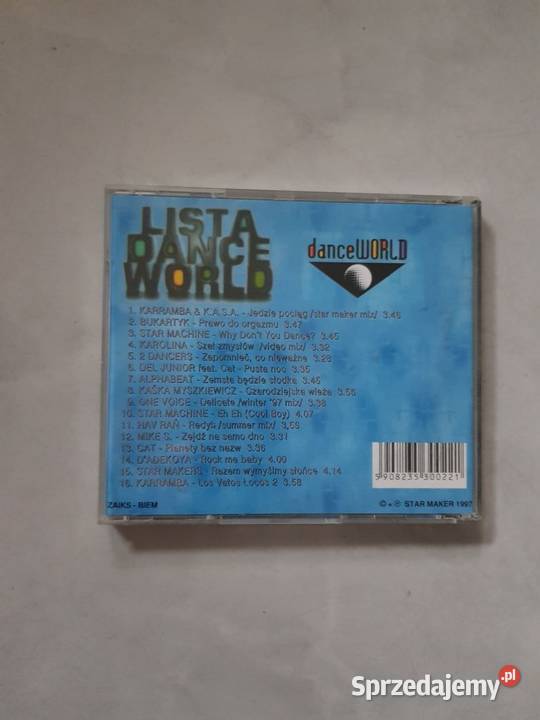 LISTA
DANCE
WORLD
danceWORLD
1. KARRAMBA & K.A.S.A. - Jedzie pociąg /star maker mix/ 3.46
2. BUKARTYK - Prawo do orgazmu 3.47
3. STAR MACHINE - Why Don't You Dance? 3.45
4. KAROLINA - Szał zmysłów /video mix/ 3.32
5. 2 DANCERS - Zapomnieć, co nieważne 3.28
6. DEL JUNIOR feat. Cat - Pusta noc 3.35
7. ALPHABEAT - Zemsta będzie słodka 3.45
8. KAŚKA MYSZKIEWICZ - Czarodziejska wieża 3.56
9. ONE VOICE - Delicate /winter '97 mix/ 3.38
10. STAR MACHINE - Eh Eh (Cool Boy) 4.07
11. HAV RAŃ - Redyk /summer mix/ 3.59
12. MIKE S. - Zejdź na samo dno 3.31
13. CAT - Planety bez nazw 3.36
14. D'ADEKOYA - Rock me baby 4.00
15. STAR MAKERS - Razem wymyślmy słońce 4.14
16. KARRAMBA - Los Vatos Locos 2 3.58
5 908235 300221
ZAIKS - BIEM
© + ℗ STAR MAKER 1997
Sprzedajemy.pl